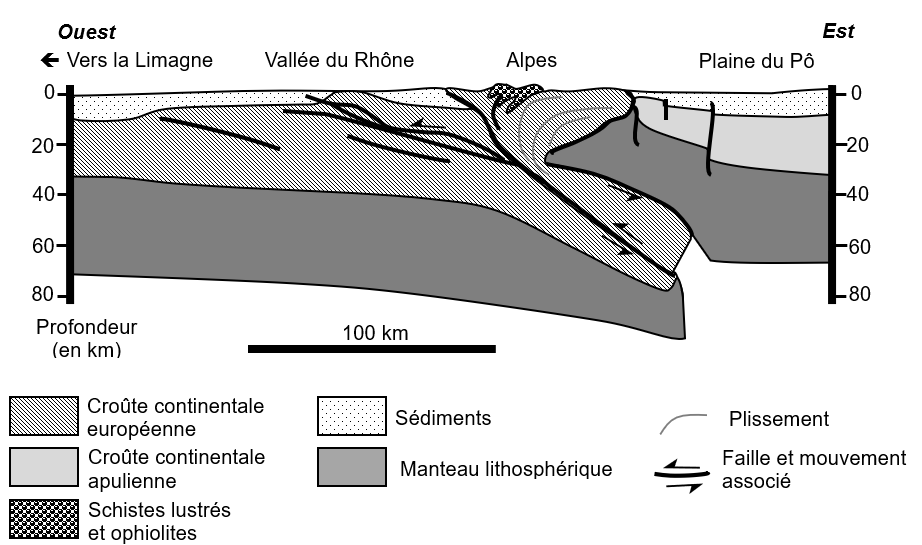 Ouest
Est
Vers la Limagne
Vallée du Rhône
Alpes
Plaine du Pô
0
0
20
20
40
40
60
60
80
80
Profondeur
(en km)
100 km
Croûte continentale
européenne
Croûte continentale
apulienne
Schistes lustrés
et ophiolites
Sédiments
Manteau lithosphérique
Plissement
Faille et mouvement
associé